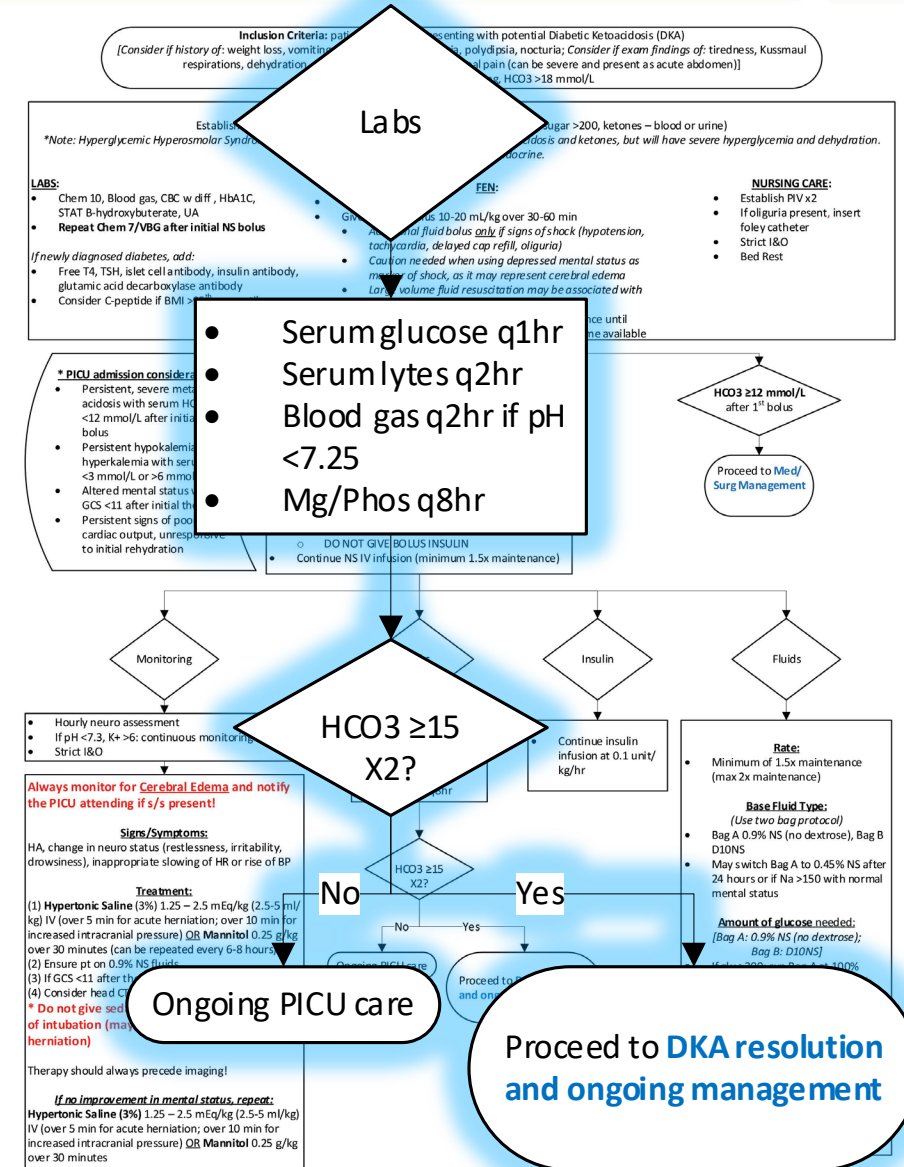 Inclusion Criteria: pati
esenting with potential Diabetic Ketoacidosis (DKA)
[Consider if history of: weight loss, vomiting
polydipsia, nocturia; Consider if exam findings of: tiredness, Kussmaul
respirations, dehydration
al pain (can be severe and present as acute abdomen)]
HCO3 >18 mmol/L
Labs
Establis
sugar >200, ketones – blood or urine)
*Note: Hyperglycemic Hyperosmolar Syndro
dosis and ketones, but will have severe hyperglycemia and dehydration.
docrine.
LABS:
• Chem 10, Blood gas, CBC w diff, HbA1C,
STAT B-hydroxybuterate, UA
• Repeat Chem 7/VBG after initial NS bolus
If newly diagnosed diabetes, add:
• Free T4, TSH, islet cell antibody, insulin antibody,
glutamic acid decarboxylase antibody
• Consider C-peptide if BMI >
FEN:
us 10-20 mL/kg over 30-60 min
al fluid bolus only if signs of shock (hypotension,
tachycardia, delayed cap refill, oliguria)
• Caution needed when using depressed mental status as
marker of shock, as it may represent cerebral edema
• Large volume fluid resuscitation may be associated with
nce until
me available
NURSING CARE:
• Establish PIV x2
• If oliguria present, insert
foley catheter
• Strict I&O
• Bed Rest
• Serum glucose q1hr
• Serum lytes q2hr
• Blood gas q2hr if pH
<7.25
• Mg/Phos q8hr
* PICU admission considera
• Persistent, severe meta
acidosis with serum HC
<12 mmol/L after initia
bolus
• Persistent hypokalemia
hyperkalemia with seru
<3 mmol/L or >6 mmol
• Altered mental status
GCS <11 after initial the
• Persistent signs of poo
cardiac output, unresponsive
to initial rehydration
o DO NOT GIVE BOLUS INSULIN
• Continue NS IV infusion (minimum 1.5x maintenance)
HCO3 ≥12 mmol/L
after 1st bolus
Proceed to Med/
Surg Management
Monitoring
Insulin
Fluids
• Hourly neuro assessment
• If pH <7.3, K+ >6: continuous monitoring
• Strict I&O
HCO3 ≥15
X2?
• Continue insulin
infusion at 0.1 unit/
kg/hr
Always monitor for Cerebral Edema and notify
the PICU attending if s/s present!
Signs/Symptoms:
HA, change in neuro status (restlessness, irritability,
drowsiness), inappropriate slowing of HR or rise of BP
Treatment:
(1) Hypertonic Saline (3%) 1.25 – 2.5 mEq/kg (2.5-5 ml/
kg) IV (over 5 min for acute herniation; over 10 min for
increased intracranial pressure) OR Mannitol 0.25 g/kg
over 30 minutes (can be repeated every 6-8 hours)
(2) Ensure pt on 0.9% NS fluids
(3) If GCS <11 after th
(4) Consider head CT
* Do not give sed
of intubation (may
herniation)
Therapy should always precede imaging!
If no improvement in mental status, repeat:
Hypertonic Saline (3%) 1.25 – 2.5 mEq/kg (2.5-5 ml/kg)
IV (over 5 min for acute herniation; over 10 min for
increased intracranial pressure) OR Mannitol 0.25 g/kg
over 30 minutes
8hr
HCO3 ≥15
X2?
No
Yes
No
Yes
Ongoing PICU care
Proceed to D
and ong
Rate:
• Minimum of 1.5x maintenance
(max 2x maintenance)
Base Fluid Type:
(Use two bag protocol)
• Bag A 0.9% NS (no dextrose), Bag B
D10NS
• May switch Bag A to 0.45% NS after
24 hours or if Na >150 with normal
mental status
Amount of glucose needed:
[Bag A: 0.9% NS (no dextrose);
Bag B: D10NS]
Ongoing PICU care
Proceed to DKA resolution
and ongoing management